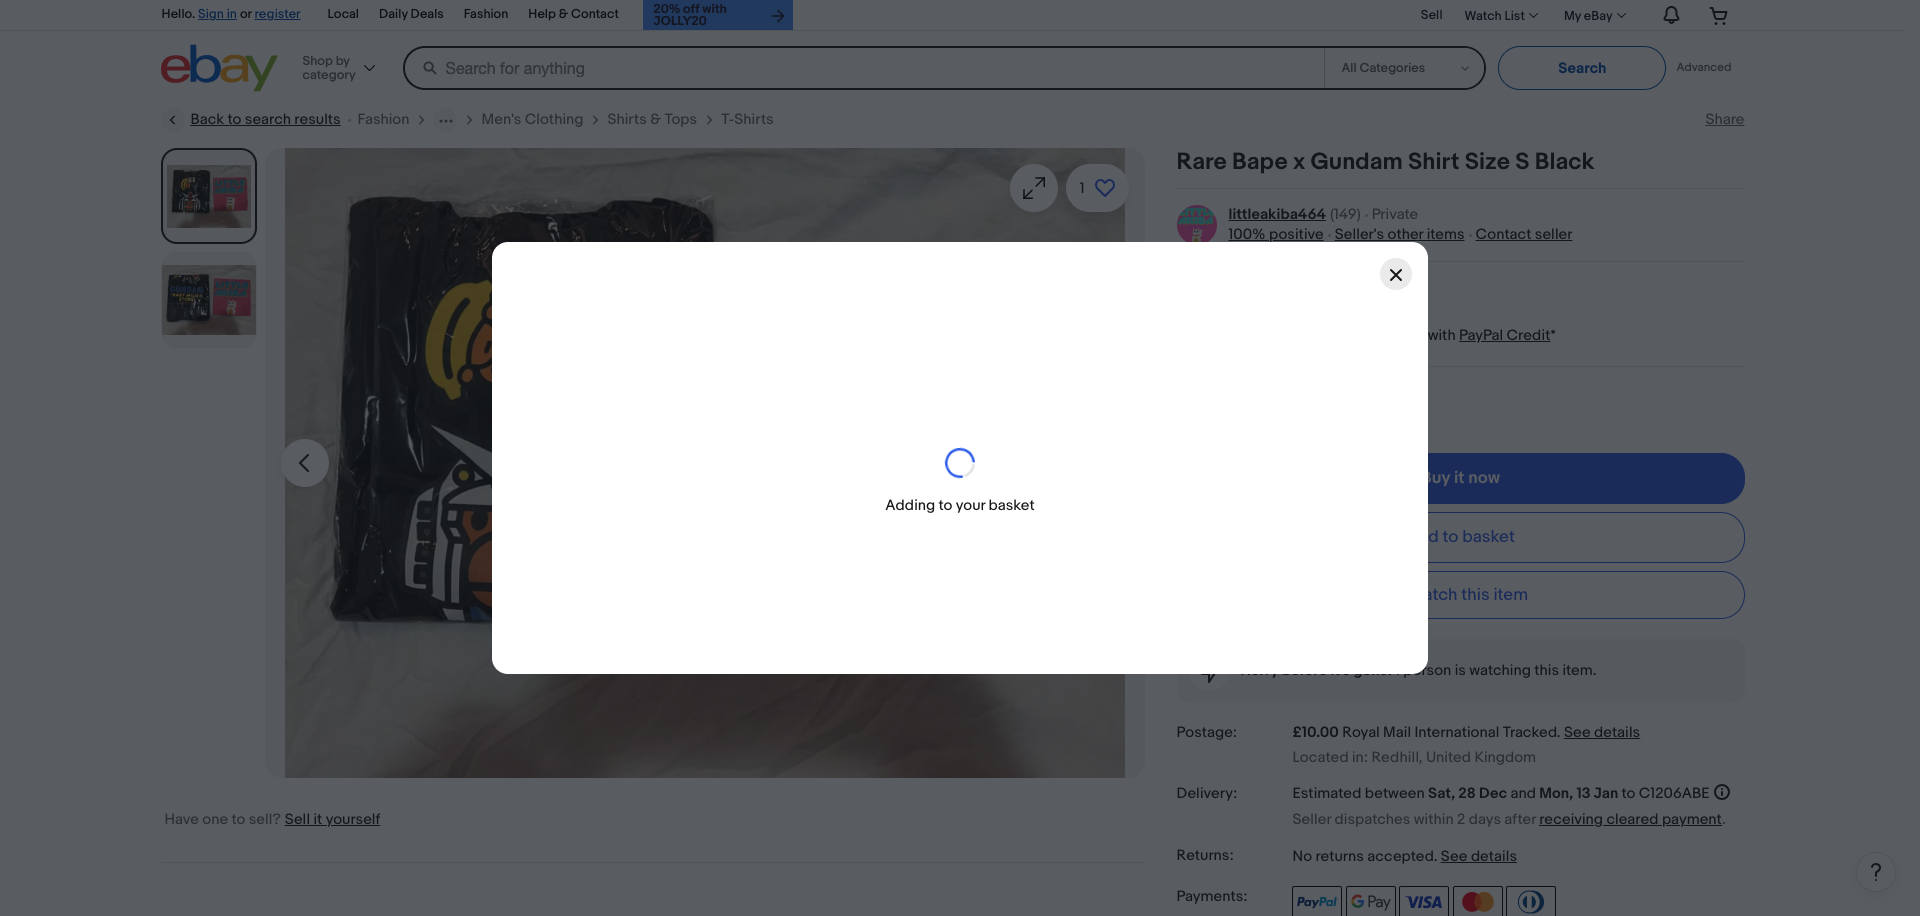 Hello. Sign in or register
Local
Daily Deals
Fashion
Help & Contact
20% off with
JOLLY20
Sell
Watch List
My eBay
ebay
Shop by
category
Search for anything
All Categories
Search
Advanced
Back to search results
Fashion
Men's Clothing
Shirts & Tops
T-Shirts
Share
Rare Bape x Gundam Shirt Size S Black
1
littleakiba464 (149) · Private
100% positive · Seller's other items · Contact seller
with PayPal Credit*
Adding to your basket
Buy it now
to basket
this item
person is watching this item.
Postage:
£10.00 Royal Mail International Tracked. See details
Located in: Redhill, United Kingdom
Delivery:
Estimated between Sat, 28 Dec and Mon, 13 Jan to C1206ABE
Seller dispatches within 2 days after receiving cleared payment.
Returns:
No returns accepted. See details
Payments:
PayPal
G Pay
VISA
Have one to sell? Sell it yourself
?